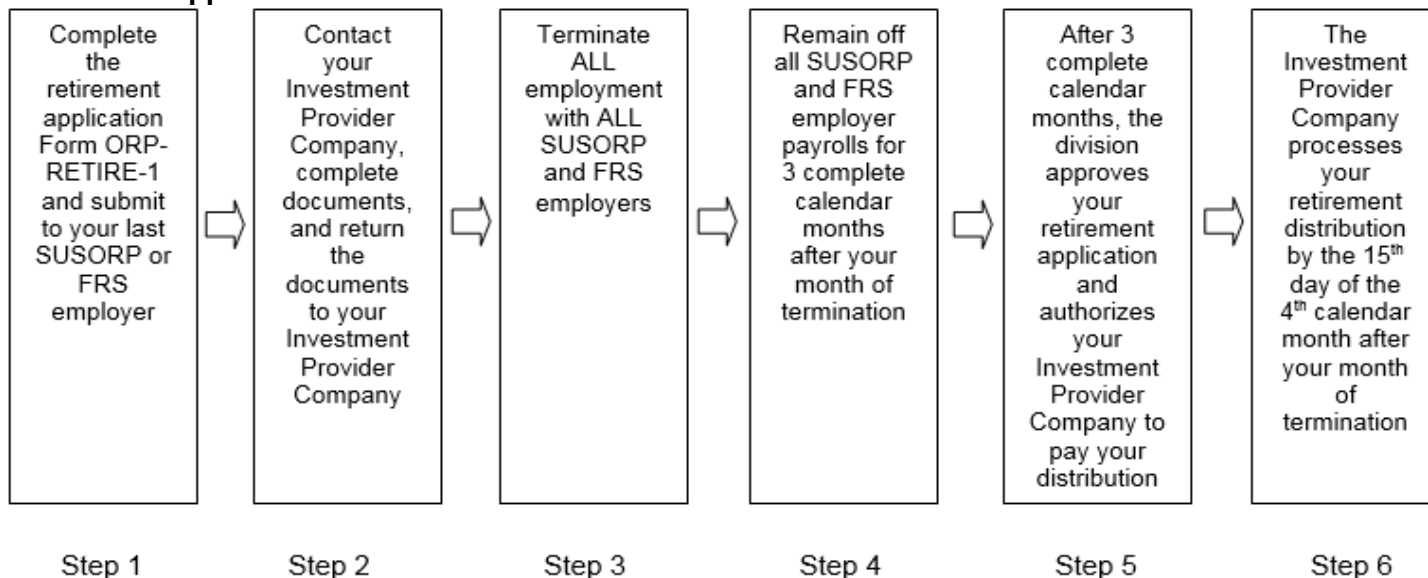 Complete
the
retirement
application
Form ORP-
RETIRE-1
and submit
to your last
SUSORP or
FRS
employer
Contact
your
Investment
Provider
Company,
complete
documents,
and return
the
documents
to your
Investment
Provider
Company
Terminate
ALL
employment
with ALL
SUSORP
and FRS
employers
Remain off
all SUSORP
and FRS
employer
payrolls for
3 complete
calendar
months
after your
month of
termination
After 3
complete
calendar
months, the
division
approves
your
retirement
application
and
authorizes
your
Investment
Provider
Company to
pay your
distribution
The
Investment
Provider
Company
processes
your
retirement
distribution
by the 15th
day of the
4th calendar
month after
your month
of
termination
Step 1
Step 2
Step 3
Step 4
Step 5
Step 6